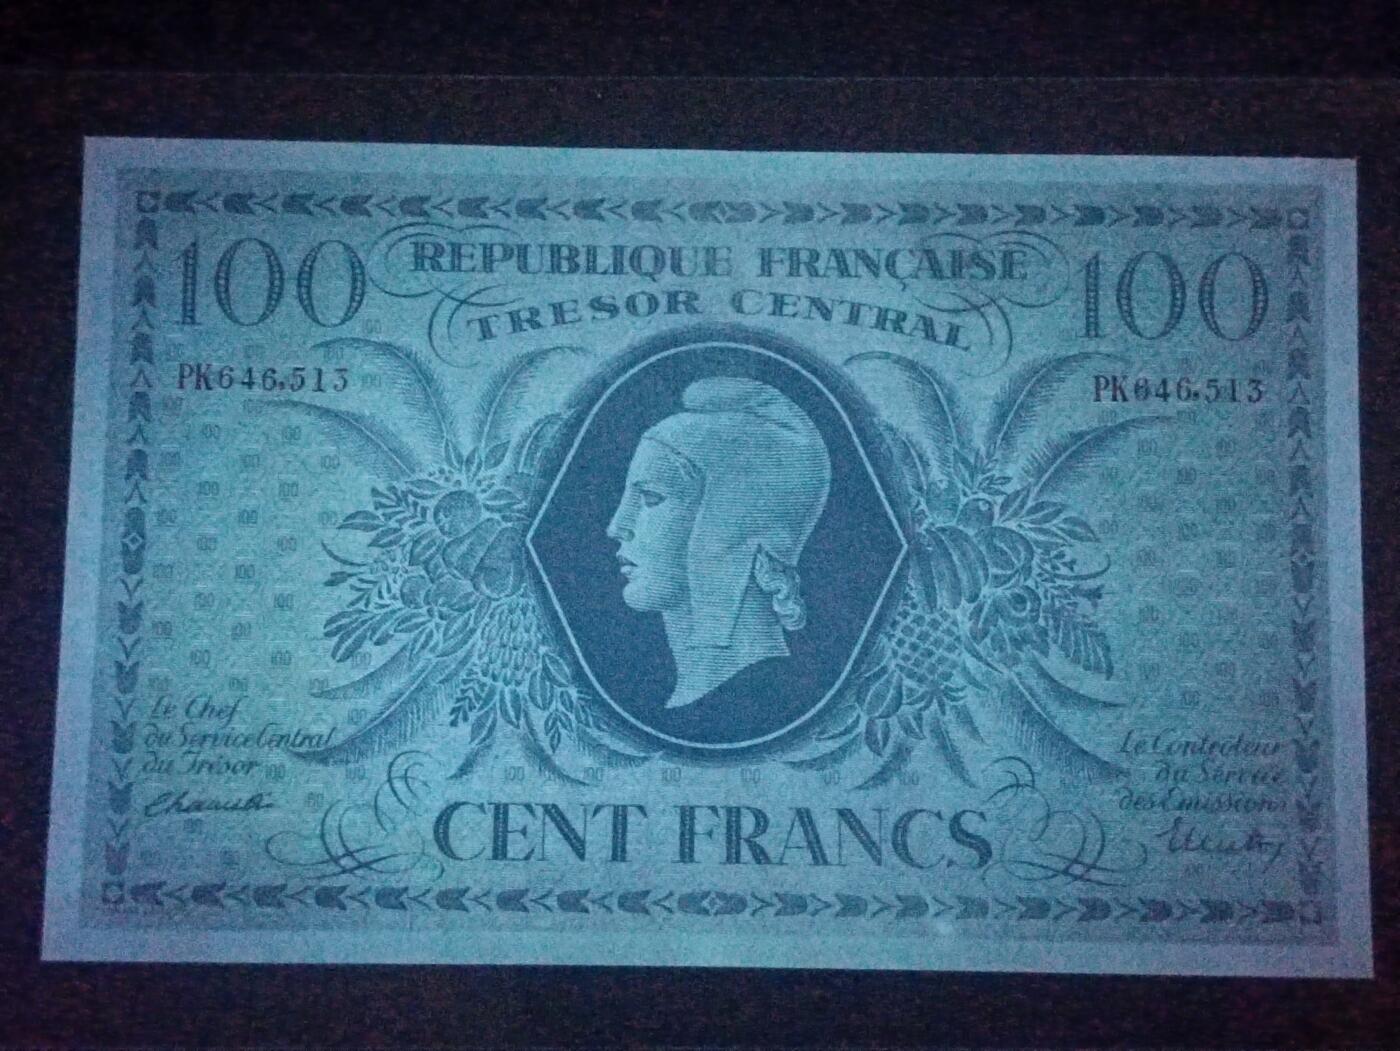 100 REPUBLIQUE FRANÇAISE 100
TRESOR CENTRAL
PK646.513 PK646.513
Le Chef
du Service Central
du Trésor
Le Contrôleur
du Service
des Emissions
CENT FRANCS